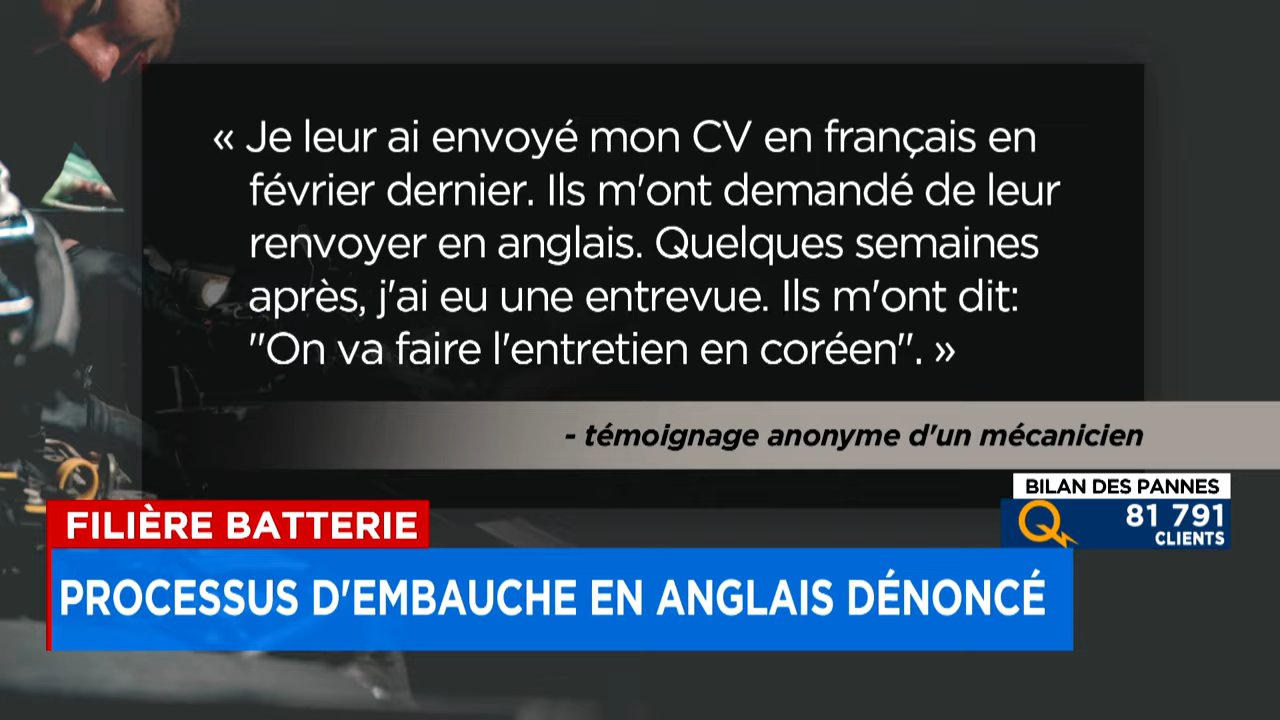 « Je leur ai envoyé mon CV en français en
février dernier. Ils m'ont demandé de leur
renvoyer en anglais. Quelques semaines
après, j'ai eu une entrevue. Ils m'ont dit:
"On va faire l'entretien en coréen". »
- témoignage anonyme d'un mécanicien
BILAN DES PANNES
81 791
CLIENTS
FILIÈRE BATTERIE
PROCESSUS D'EMBAUCHE EN ANGLAIS DÉNONCÉ